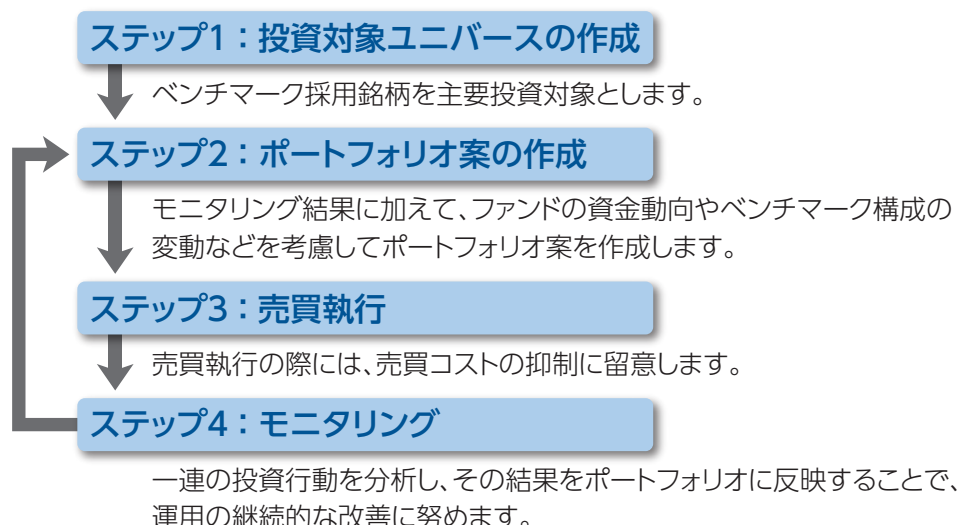 ステップ1：投資対象ユニバースの作成
ベンチマーク採用銘柄を主要投資対象とします。
ステップ2：ポートフォリオ案の作成
モニタリング結果に加えて、ファンドの資金動向やベンチマーク構成の
変動などを考慮してポートフォリオ案を作成します。
ステップ3：売買執行
売買執行の際には、売買コストの抑制に留意します。
ステップ4：モニタリング
一連の投資行動を分析し、その結果をポートフォリオに反映することで、
運用の継続的な改善に努めます。